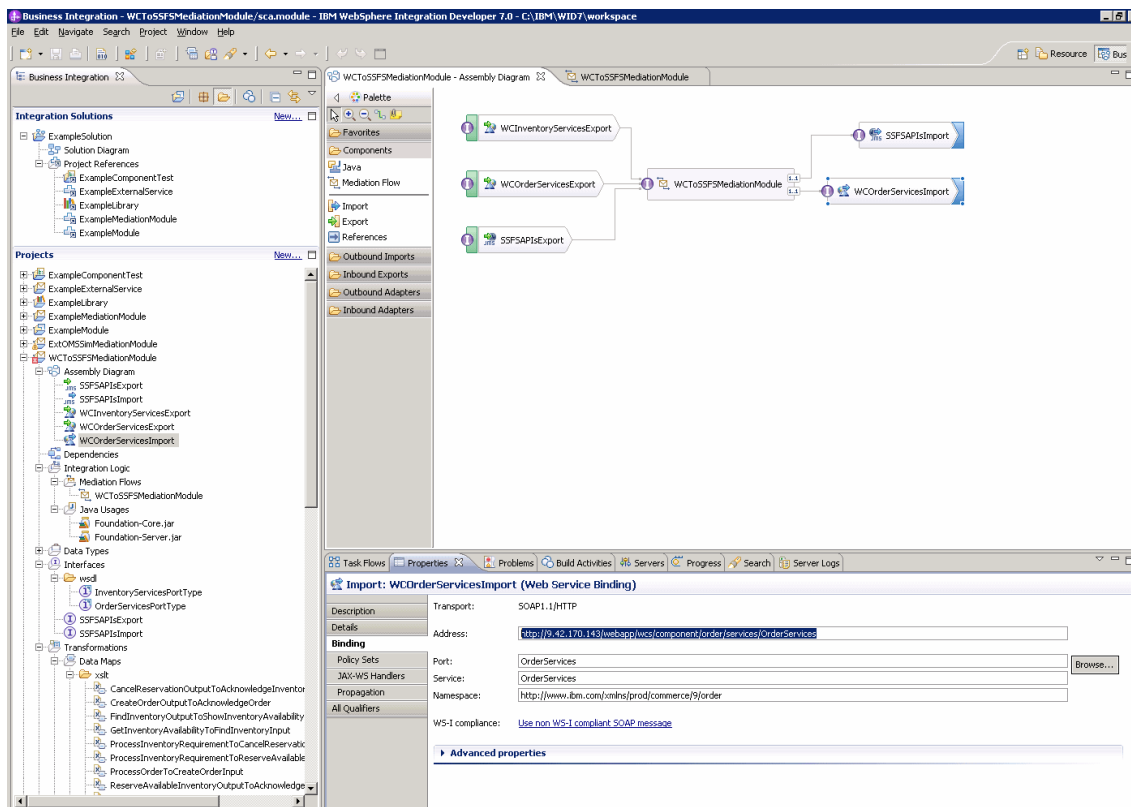 Business Integration - WCToSSFSMediationModule/sca.module - IBM WebSphere Integration Developer 7.0 - C:\IBM\WID7\workspace
File Edit Navigate Search Project Window Help
Resource Bus
Business Integration
Integration Solutions New...
ExampleSolution
Solution Diagram
Project References
ExampleComponentTest
ExampleExternalService
ExampleLibrary
ExampleMediationModule
ExampleModule
Projects New...
ExampleComponentTest
ExampleExternalService
ExampleLibrary
ExampleMediationModule
ExampleModule
ExtOMSSimMediationModule
WCToSSFSMediationModule
Assembly Diagram
SSFSAPIsExport
SSFSAPIsImport
WCInventoryServicesExport
WCOrderServicesExport
WCOrderServicesImport
Dependencies
Integration Logic
Mediation Flows
WCToSSFSMediationModule
Java Usages
Foundation-Core.jar
Foundation-Server.jar
Data Types
Interfaces
wsdl
InventoryServicesPortType
OrderServicesPortType
SSFSAPIsExport
SSFSAPIsImport
Transformations
Data Maps
xslt
CancelReservationOutputToAcknowledgeInventor
CreateOrderOutputToAcknowledgeOrder
FindInventoryOutputToShowInventoryAvailability
GetInventoryAvailabilityToFindInventoryInput
ProcessInventoryRequirementToCancelReservatic
ProcessInventoryRequirementToReserveAvailable
ProcessOrderToCreateOrderInput
ReserveAvailableInventoryOutputToAcknowledge
WCToSSFSMediationModule - Assembly Diagram WCToSSFSMediationModule
Palette
Favorites
Components
Java
Mediation Flow
Import
Export
References
Outbound Imports
Inbound Exports
Outbound Adapters
Inbound Adapters
WCInventoryServicesExport
SSFSAPIsImport
WCOrderServicesExport
WCToSSFSMediationModule
1..1
1..1
WCOrderServicesImport
SSFSAPIsExport
Task Flows Properties Problems Build Activities Servers Progress Search Server Logs
Import: WCOrderServicesImport (Web Service Binding)
Description
Details
Binding
Policy Sets
JAX-WS Handlers
Propagation
All Qualifiers
Transport: SOAP1.1/HTTP
Address: http://9.42.170.143/webapp/wcs/component/order/services/OrderServices
Port: OrderServices Browse...
Service: OrderServices
Namespace: http://www.ibm.com/xmlns/prod/commerce/9/order
WS-I compliance: Use non WS-I compliant SOAP message
Advanced properties